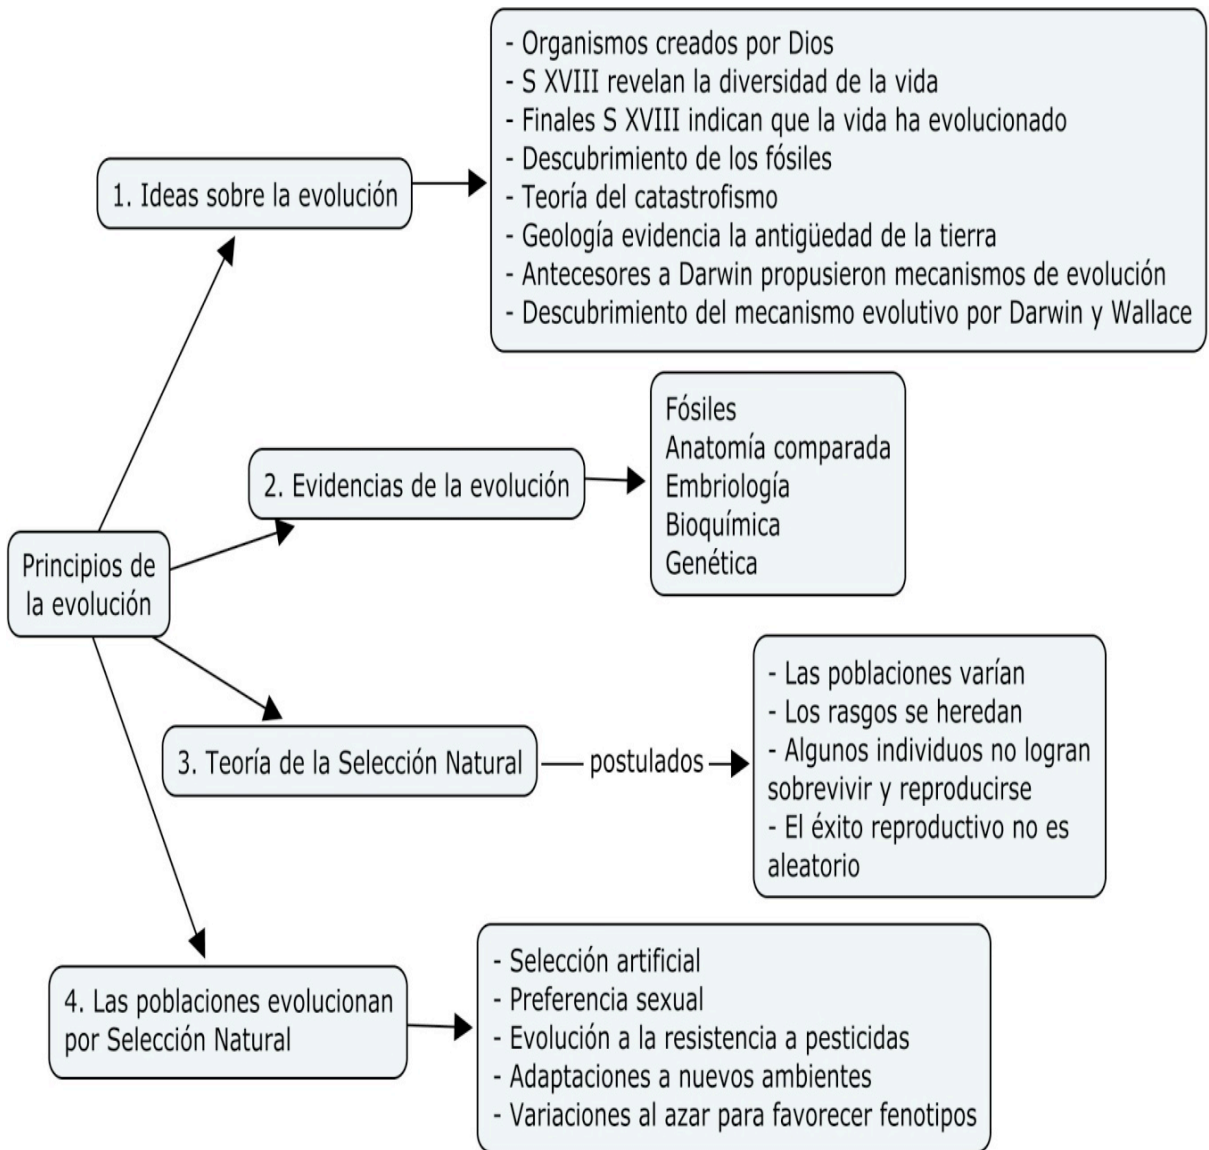 - Organismos creados por Dios
- S XVIII revelan la diversidad de la vida
- Finales S XVIII indican que la vida ha evolucionado
- Descubrimiento de los fósiles
- Teoría del catastrofismo
- Geología evidencia la antigüedad de la tierra
- Antecesores a Darwin propusieron mecanismos de evolución
- Descubrimiento del mecanismo evolutivo por Darwin y Wallace
1. Ideas sobre la evolución
Fósiles
Anatomía comparada
Embriología
Bioquímica
Genética
2. Evidencias de la evolución
Principios de
la evolución
- Las poblaciones varían
- Los rasgos se heredan
- Algunos individuos no logran
sobrevivir y reproducirse
- El éxito reproductivo no es
aleatorio
3. Teoría de la Selección Natural
postulados
4. Las poblaciones evolucionan
por Selección Natural
- Selección artificial
- Preferencia sexual
- Evolución a la resistencia a pesticidas
- Adaptaciones a nuevos ambientes
- Variaciones al azar para favorecer fenotipos